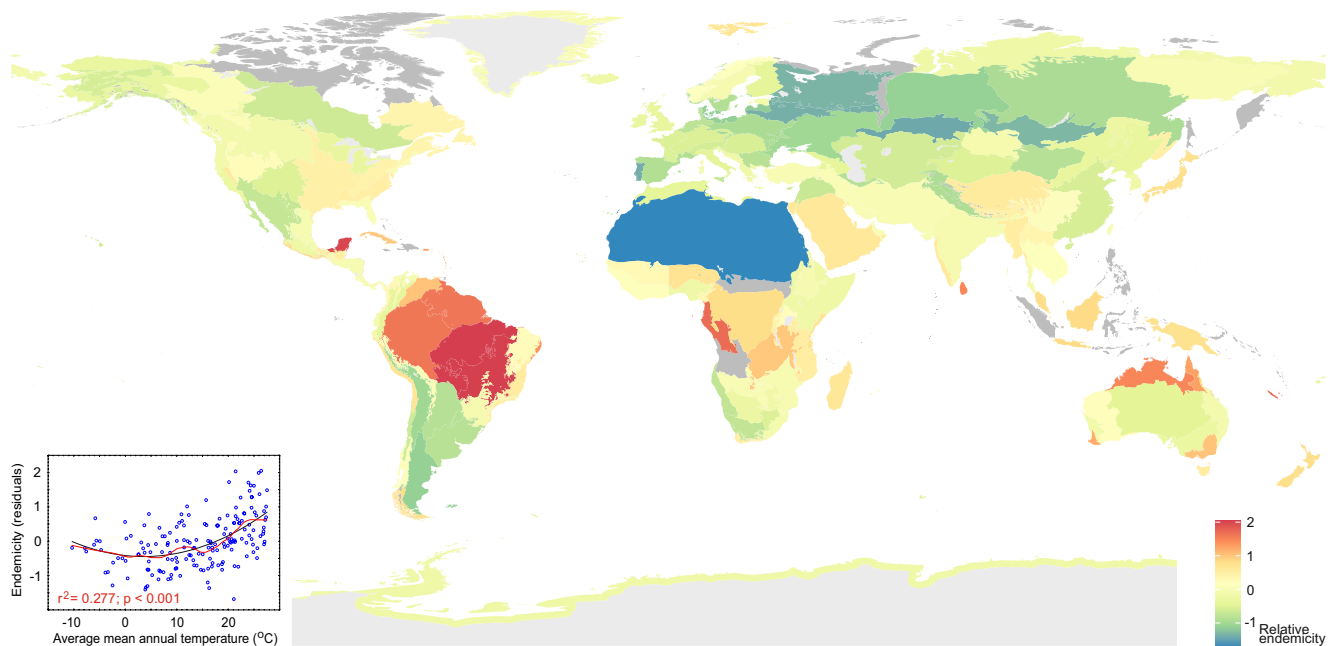 2
1
0
-1
Endemicity (residuals)
r²= 0.277; p < 0.001
-10 0 10 20
Average mean annual temperature (°C)
2
1
0
-1
Relative
endemicity